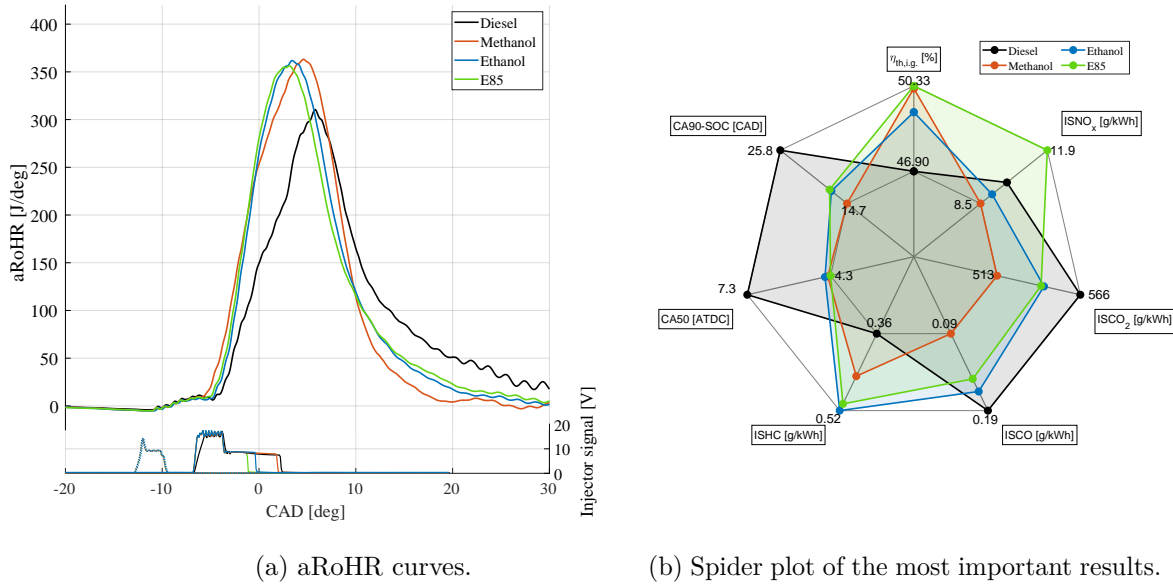 400
350
300
250
200
150
100
50
0
aRoHR [J/deg]
Diesel
Methanol
Ethanol
E85
20
10
0
Injector signal [V]
-20
-10
0
10
20
30
CAD [deg]
(a) aRoHR curves.
Diesel
Ethanol
Methanol
E85
η_th,i.g. [%]
50.33
CA90-SOC [CAD]
ISNO_x [g/kWh]
25.8
11.9
46.90
14.7
8.5
4.3
513
7.3
566
CA50 [ATDC]
ISCO_2 [g/kWh]
0.36
0.09
0.52
0.19
ISHC [g/kWh]
ISCO [g/kWh]
(b) Spider plot of the most important results.